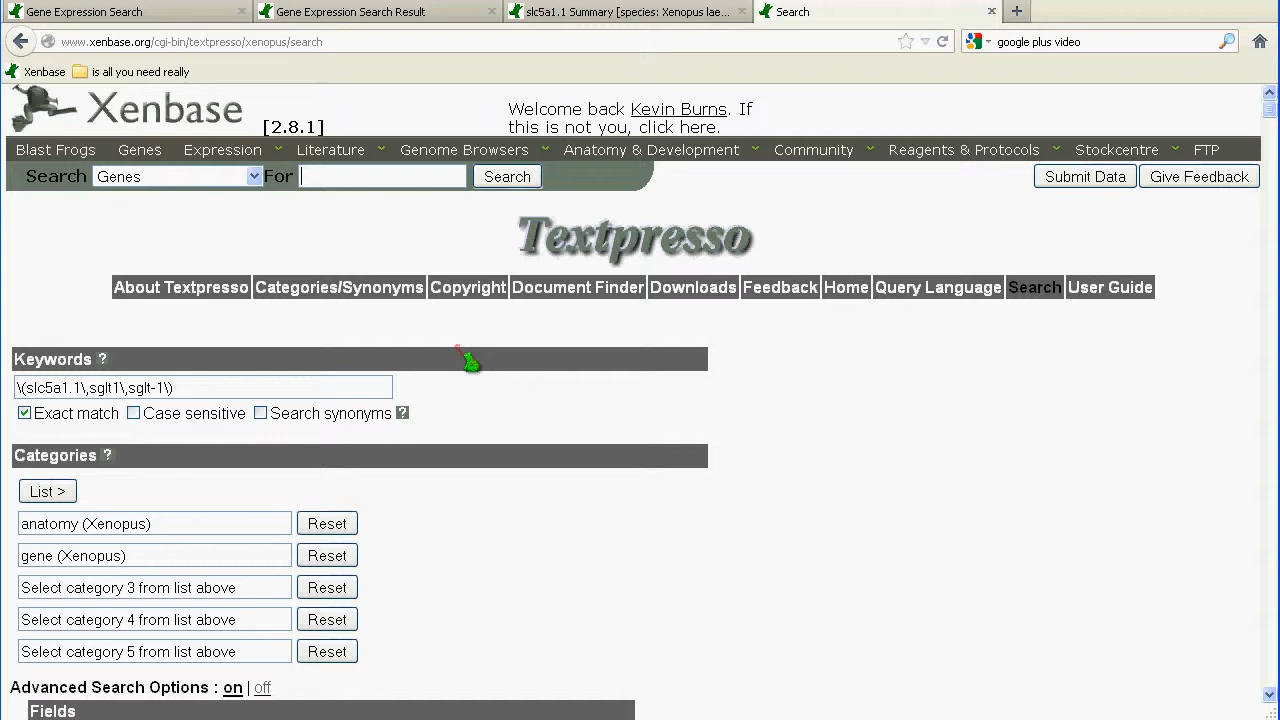 Gene Expression Search Gene Expression Search Result slc5a1.1 Summary [species: Xenopus lae... Search
www.xenbase.org/cgi-bin/textpresso/xenopus/search google plus video
Xenbase is all you need really
Xenbase [2.8.1]
Welcome back Kevin Burns. If
this is not you, click here.
Blast Frogs Genes Expression Literature Genome Browsers Anatomy & Development Community Reagents & Protocols Stockcentre FTP
Search Genes For Search Submit Data Give Feedback
Textpresso
About Textpresso Categories/Synonyms Copyright Document Finder Downloads Feedback Home Query Language Search User Guide
Keywords ?
\(slc5a1.1\,sglt1\,sglt-1\)
Exact match Case sensitive Search synonyms ?
Categories ?
List >
anatomy (Xenopus) Reset
gene (Xenopus) Reset
Select category 3 from list above Reset
Select category 4 from list above Reset
Select category 5 from list above Reset
Advanced Search Options : on | off
Fields